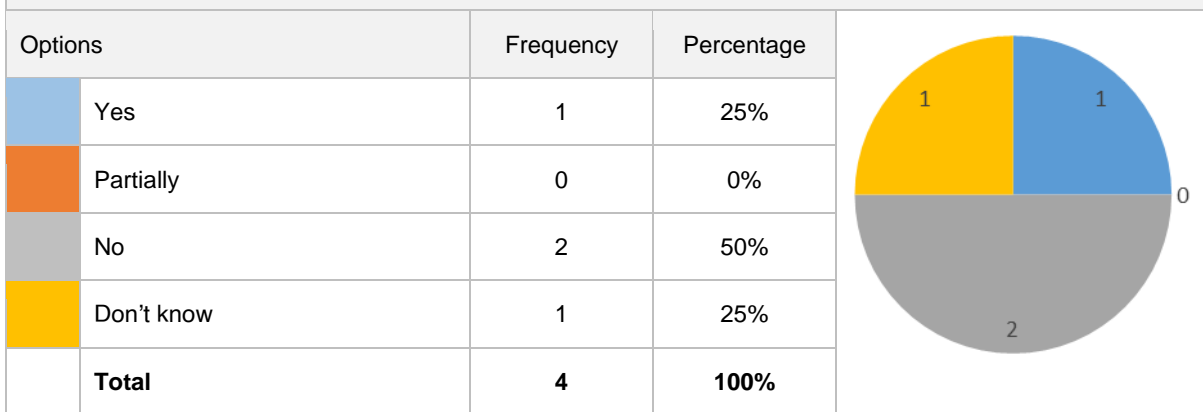 Options Frequency Percentage
Yes 1 25%
Partially 0 0%
No 2 50%
Don’t know 1 25%
Total 4 100%
1 1
0
2